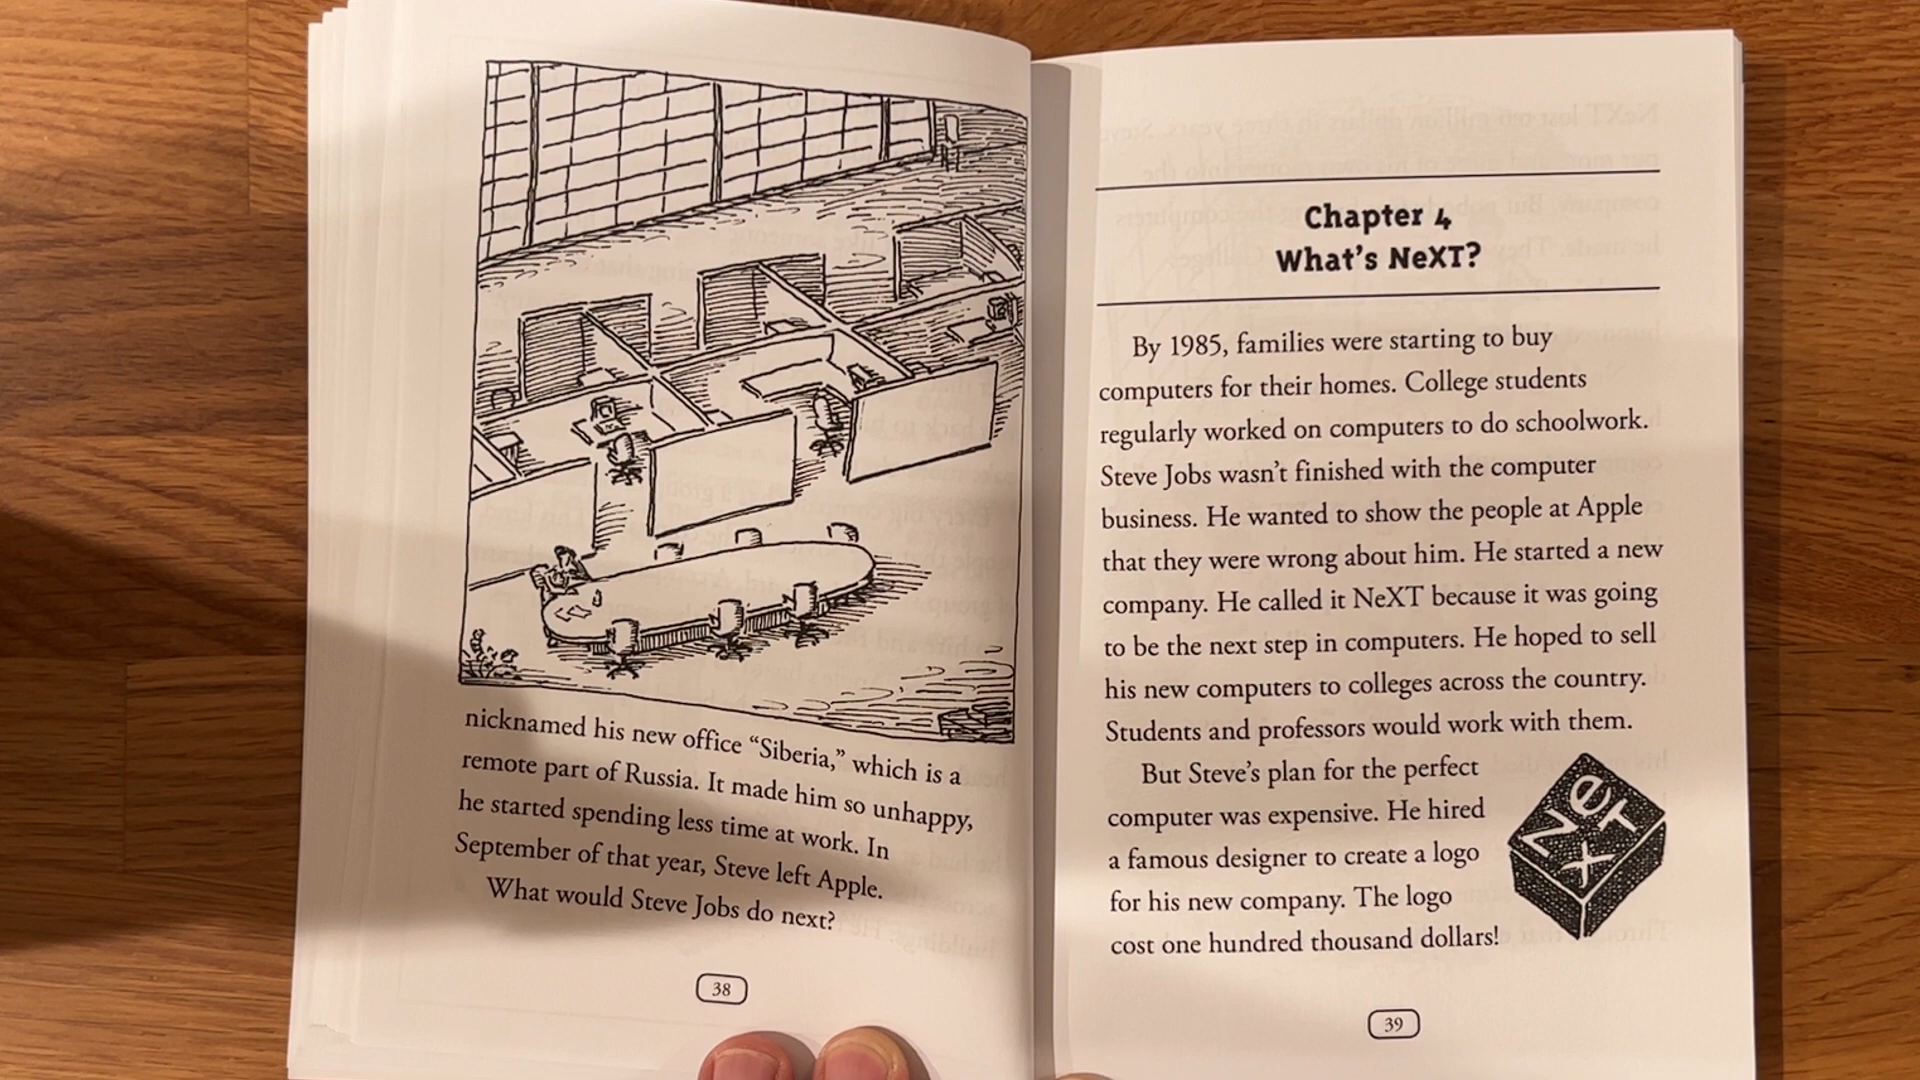 nicknamed his new office “Siberia,” which is a
remote part of Russia. It made him so unhappy,
he started spending less time at work. In
September of that year, Steve left Apple.
What would Steve Jobs do next?
38
Chapter 4
What’s NeXT?
By 1985, families were starting to buy
computers for their homes. College students
regularly worked on computers to do schoolwork.
Steve Jobs wasn’t finished with the computer
business. He wanted to show the people at Apple
that they were wrong about him. He started a new
company. He called it NeXT because it was going
to be the next step in computers. He hoped to sell
his new computers to colleges across the country.
Students and professors would work with them.
But Steve’s plan for the perfect
computer was expensive. He hired
a famous designer to create a logo
for his new company. The logo
cost one hundred thousand dollars!
Ne
XT
39